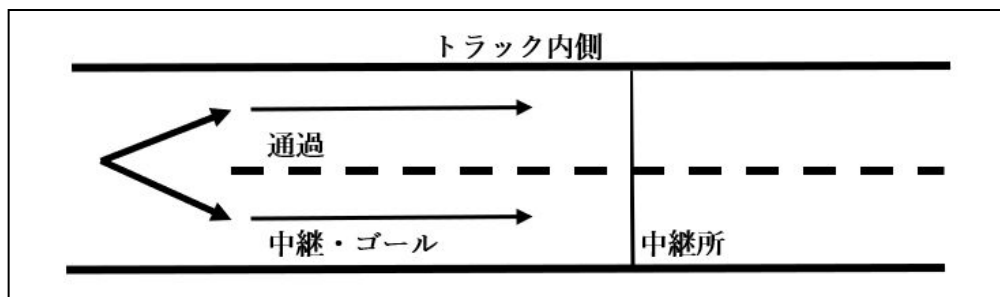 トラック内側
通過
中継・ゴール
中継所